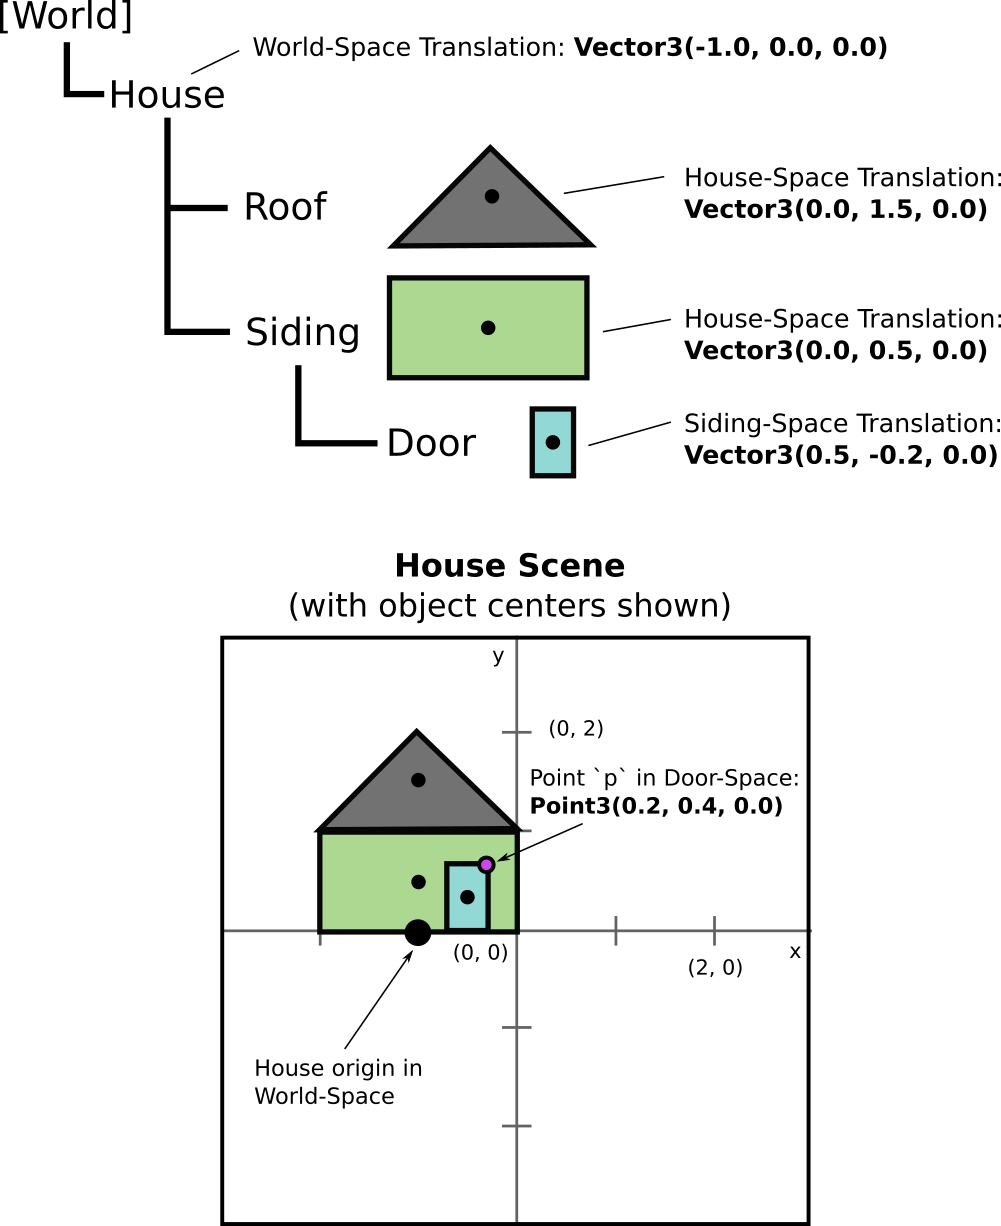 [World]
World-Space Translation: Vector3(-1.0, 0.0, 0.0)
House
Roof
House-Space Translation:
Vector3(0.0, 1.5, 0.0)
Siding
House-Space Translation:
Vector3(0.0, 0.5, 0.0)
Door
Siding-Space Translation:
Vector3(0.5, -0.2, 0.0)
House Scene
(with object centers shown)
y
(0, 2)
Point `p` in Door-Space:
Point3(0.2, 0.4, 0.0)
(0, 0)
x
(2, 0)
House origin in
World-Space